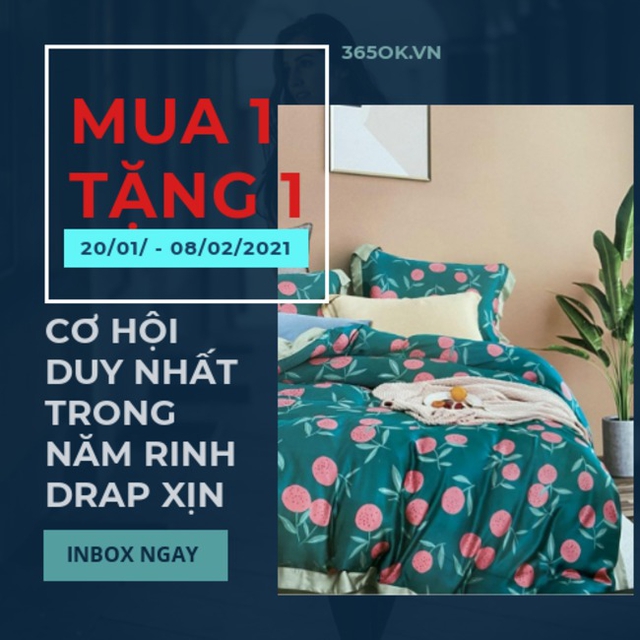 365OK.VN
MUA 1
TẶNG 1
20/01/ - 08/02/2021
CƠ HỘI
DUY NHẤT
TRONG
NĂM RINH
DRAP XỊN
INBOX NGAY